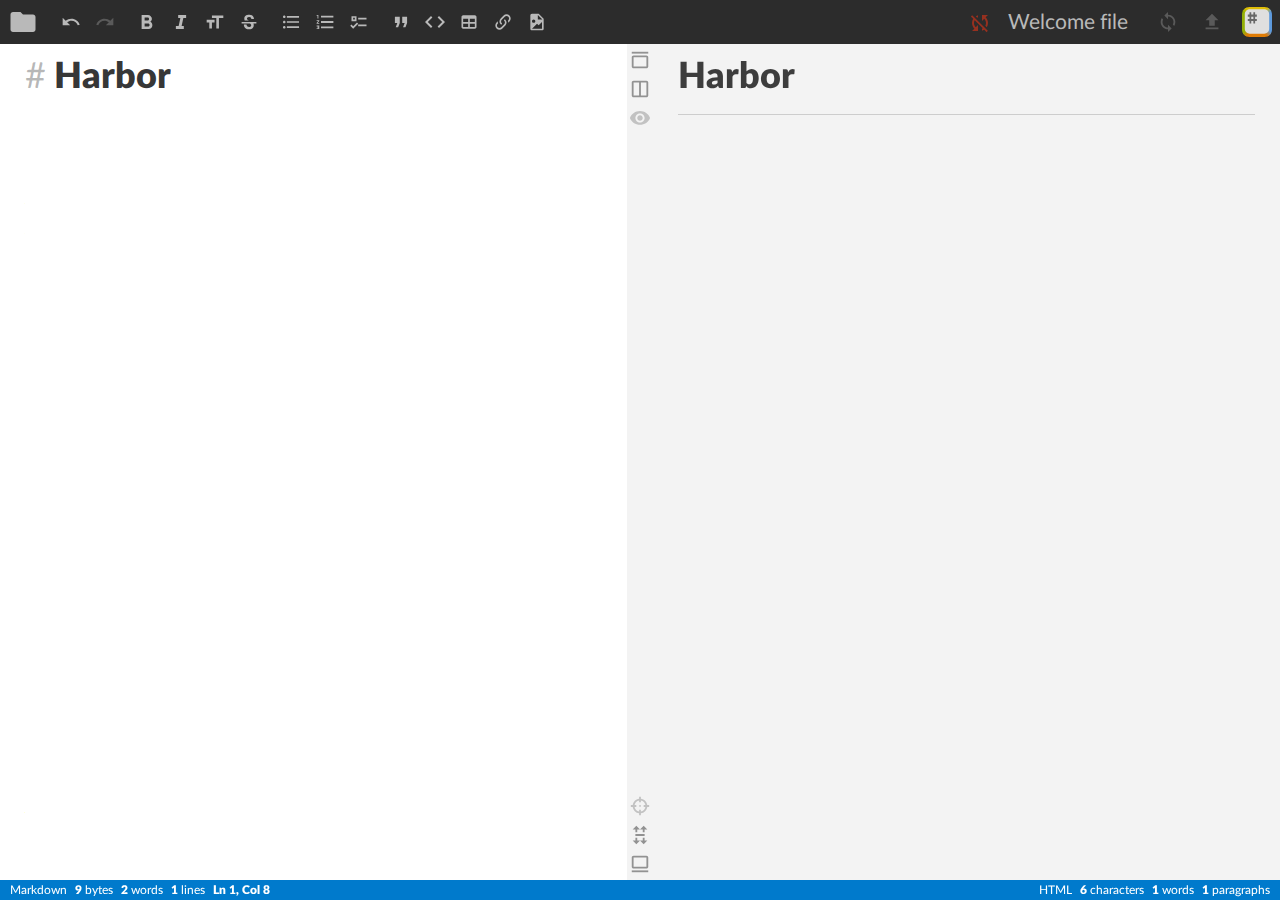 Welcome file
# Harbor
Harbor
Markdown 9 bytes 2 words 1 lines Ln 1, Col 8
HTML 6 characters 1 words 1 paragraphs